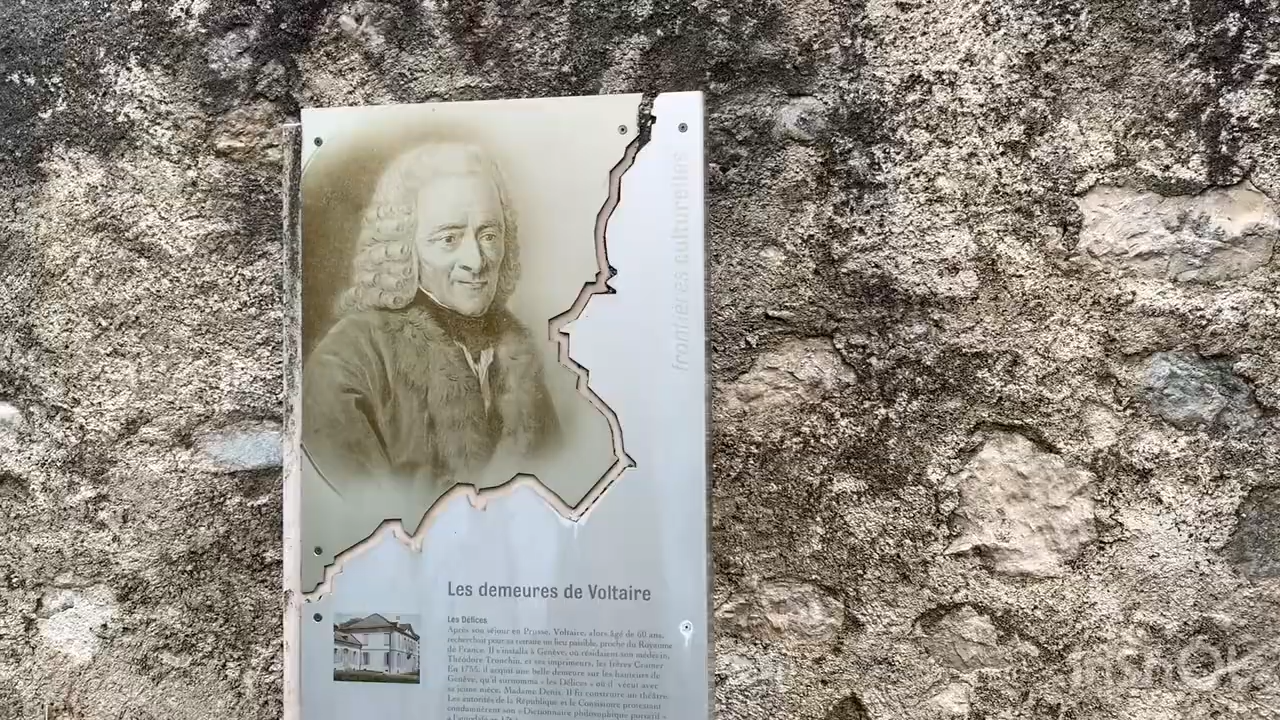 frontières culturelles
Les demeures de Voltaire
Les Délices
Après son séjour en Prusse, Voltaire, alors âgé de 60 ans,
recherchait pour sa retraite un lieu paisible, proche du Royaume
de France. Il s'installa à Genève, où résidaient son médecin,
Théodore Tronchin, et ses imprimeurs, les frères Cramer
En 1755, il acquit une belle demeure sur les hauteurs de
Genève, qu'il surnomma « les Délices » où il vécut avec
sa jeune nièce, Madame Denis. Il fit construire un théâtre.
Les autorités de la République et le Consistoire protestant
condamnèrent son « Dictionnaire philosophique portatif »